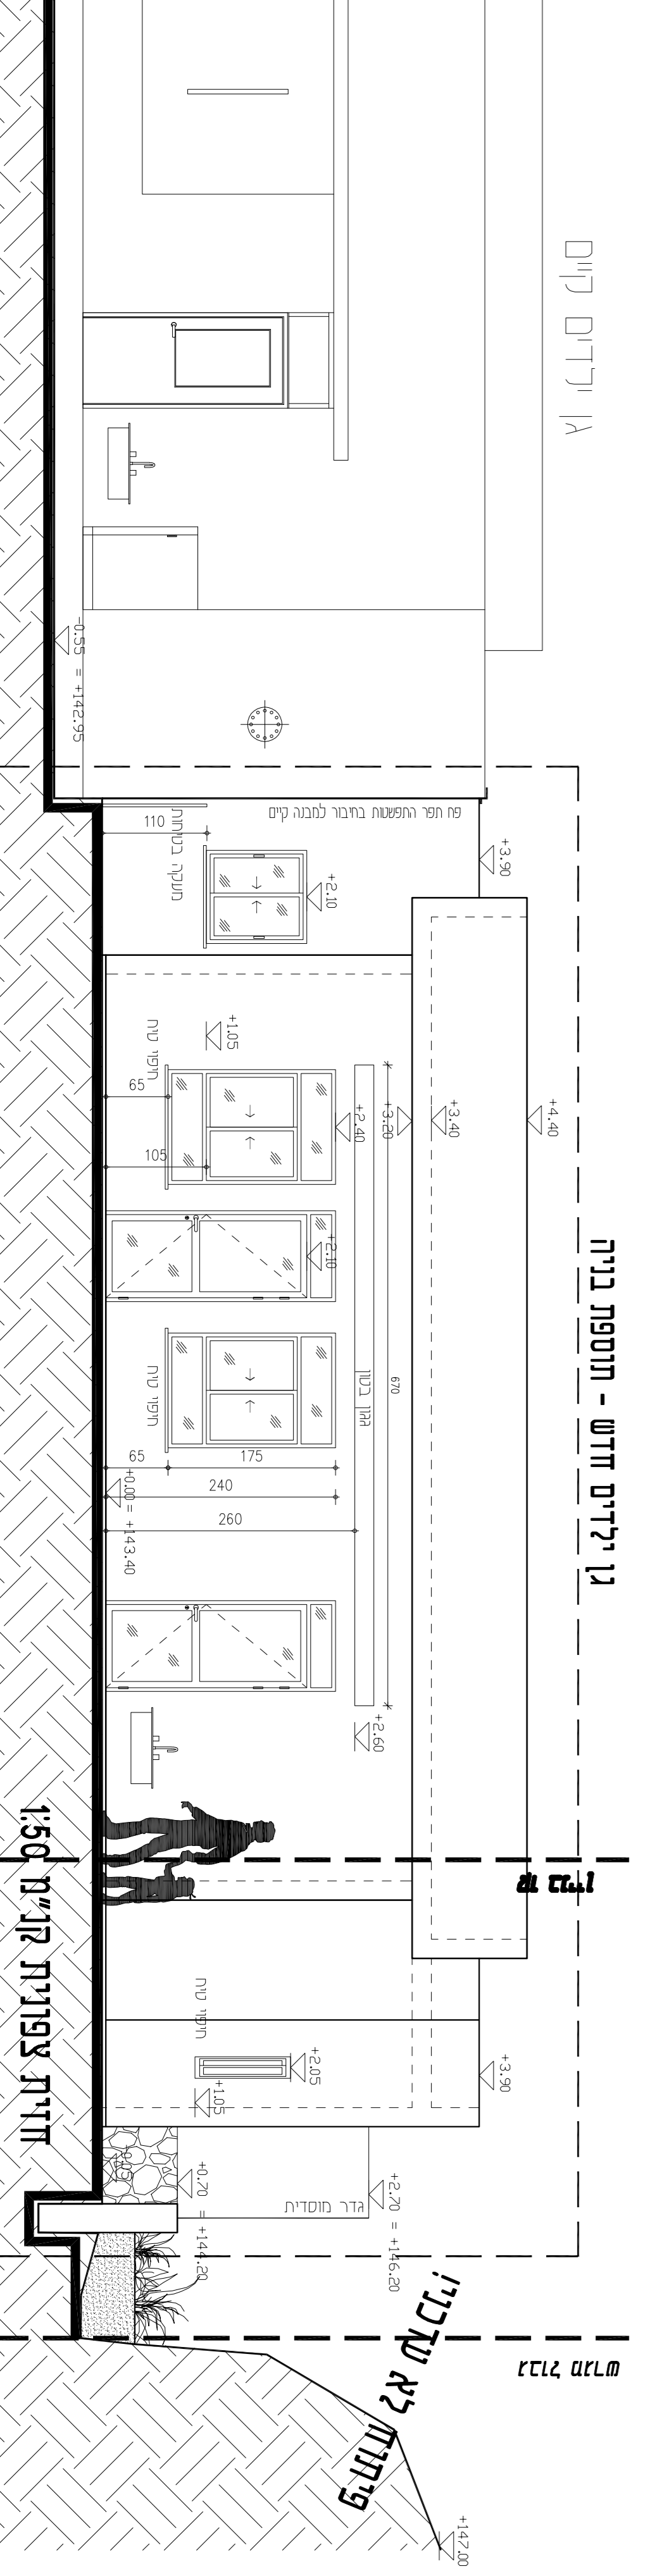 גן ילדים קיים
-0.55 = +142.95
פח תפר התפשטות בחיבור למבנה קיים
110
מעקה בטיחות
+3.90
+2.10
+1.05
חיפוי טיח
65
+2.40
+3.20
+3.40
+4.40
105
+2.10
גן ילדים חדש - תוספת בניה
670
גגון בטון
חיפוי טיח
65
175
240
+0.00 = +143.40
260
+2.60
חזית צפונית קנ"מ 1:50
קו בנין
חיפוי טיח
+2.05
+1.05
+3.90
+0.70 = +144.20
+2.70 = +146.20
גדר מוסדית
גבול מגרש
+147.00